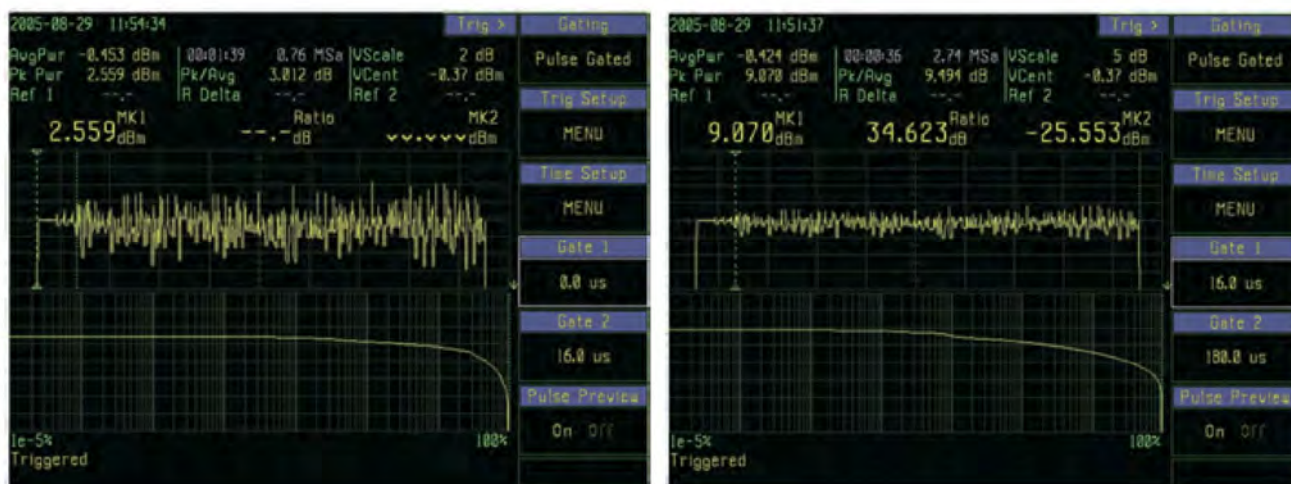 2005-08-29 11:54:34 Trig > Gating
AvgPwr -0.453 dBm 00:01:39 0.76 MSa VScale 2 dB
Pulse Gated
Pk Pwr 2.559 dBm Pk/Avg 3.012 dB VCent -0.37 dBm
Ref 1 --.- R Delta --.- Ref 2 --.-
Trig Setup
MK1 Ratio MK2
2.559 dBm --.- dB dBm
MENU
Time Setup
MENU
Gate 1
0.0 us
Gate 2
16.0 us
Pulse Preview
On Off
1e-5% 100%
Triggered
2005-08-29 11:51:37 Trig > Gating
AvgPwr -0.424 dBm 00:00:36 2.74 MSa VScale 5 dB
Pulse Gated
Pk Pwr 9.070 dBm Pk/Avg 9.494 dB VCent -0.37 dBm
Ref 1 --.- R Delta --.- Ref 2 --.-
Trig Setup
MK1 Ratio MK2
9.070 dBm 34.623 dB -25.553 dBm
MENU
Time Setup
MENU
Gate 1
16.0 us
Gate 2
180.0 us
Pulse Preview
On Off
1e-5% 100%
Triggered